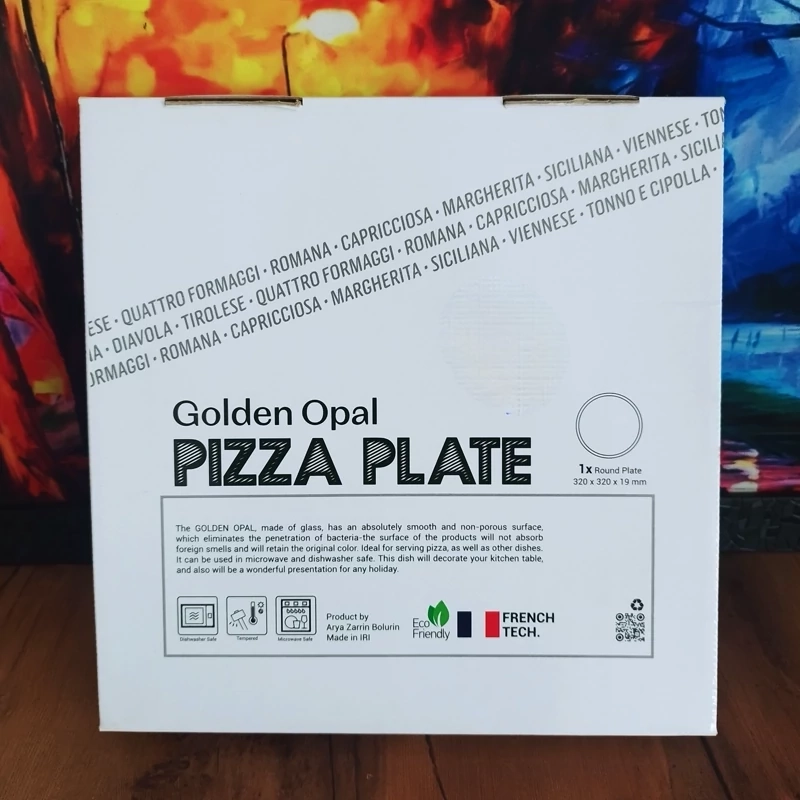 ESE · QUATTRO FORMAGGI · ROMANA · CAPRICCIOSA · MARGHERITA · SICILIANA · VIENNESE · TON
IA · DIAVOLA · TIROLESE · QUATTRO FORMAGGI · ROMANA · CAPRICCIOSA · MARGHERITA · SICILIA
ORMAGGI · ROMANA · CAPRICCIOSA · MARGHERITA · SICILIANA · VIENNESE · TONNO E CIPOLLA ·
Golden Opal
PIZZA PLATE
1x Round Plate
320 x 320 x 19 mm
The GOLDEN OPAL, made of glass, has an absolutely smooth and non-porous surface,
which eliminates the penetration of bacteria-the surface of the products will not absorb
foreign smells and will retain the original color. Ideal for serving pizza, as well as other dishes.
It can be used in microwave and dishwasher safe. This dish will decorate your kitchen table,
and also will be a wonderful presentation for any holiday.
Dishwasher Safe
Tempered
Microwave Safe
Product by
Arya Zarrin Bolurin
Made in IRI
Eco
Friendly
FRENCH
TECH.